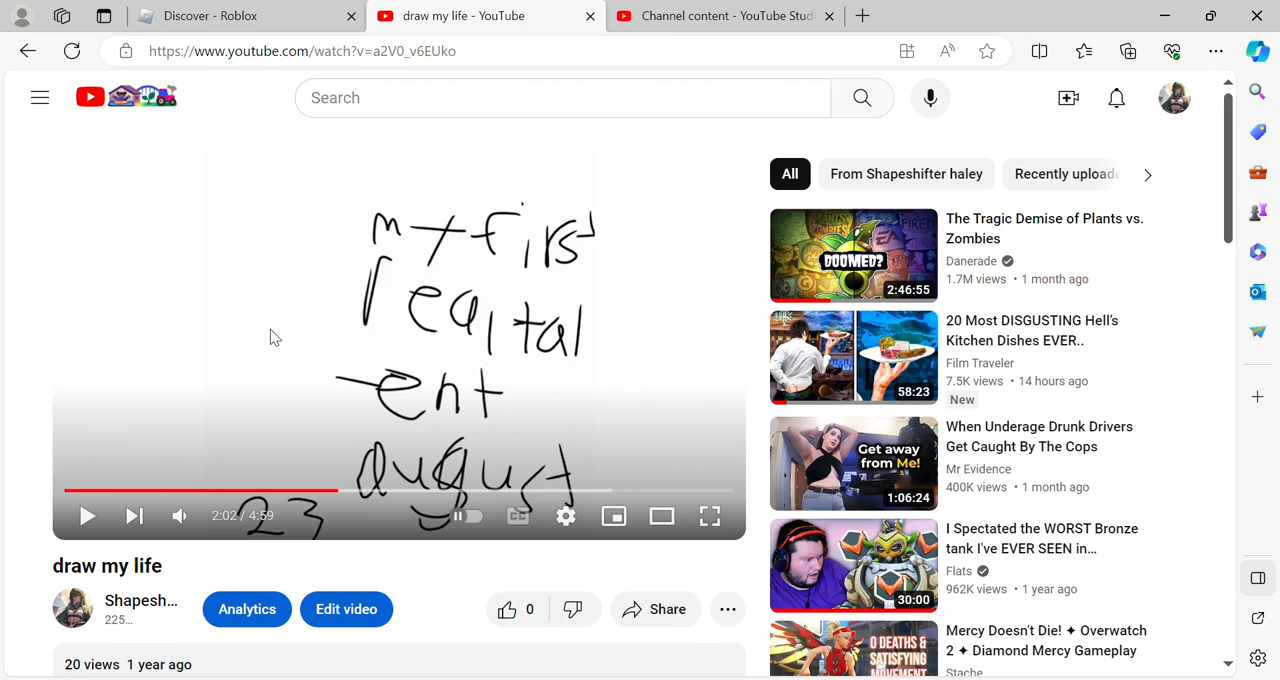 Discover - Roblox
draw my life - YouTube
Channel content - YouTube Studi
https://www.youtube.com/watch?v=a2V0_v6EUko
Search
All
From Shapeshifter haley
Recently uploade
my first
real tal
-ent
august
23
2:02 / 4:59
CC
draw my life
Shapesh...
225...
Analytics
Edit video
0
Share
20 views 1 year ago
DOOMED?
FIRED
EA
2:46:55
The Tragic Demise of Plants vs.
Zombies
Danerade
1.7M views • 1 month ago
58:23
20 Most DISGUSTING Hell's
Kitchen Dishes EVER..
Film Traveler
7.5K views • 14 hours ago
New
Get away
from Me!
1:06:24
When Underage Drunk Drivers
Get Caught By The Cops
Mr Evidence
400K views • 1 month ago
30:00
I Spectated the WORST Bronze
tank I've EVER SEEN in...
Flats
962K views • 1 year ago
0 DEATHS &
SATISFYING
MOVEMENT
Mercy Doesn't Die! ✦ Overwatch
2 ✦ Diamond Mercy Gameplay
Stache